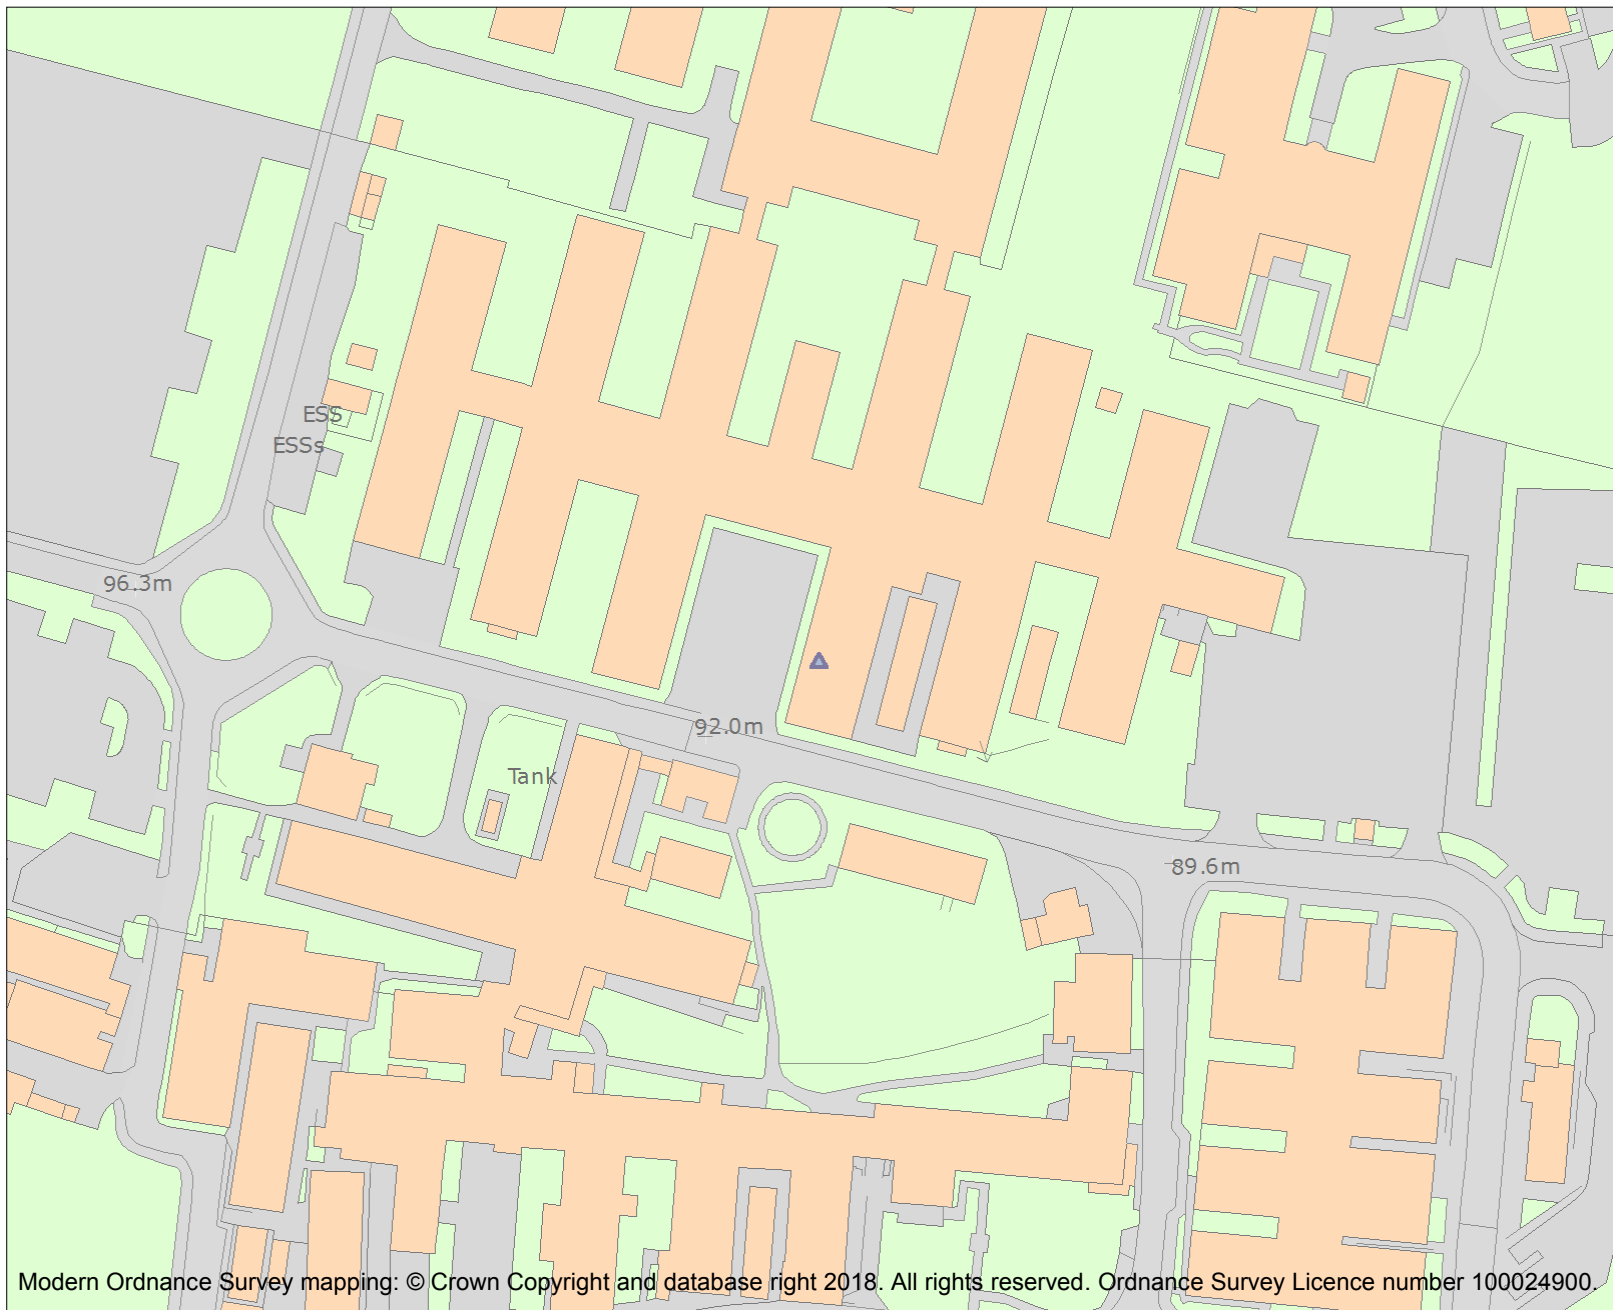 ESS
ESSs
96.3m
92.0m
Tank
89.6m
Modern Ordnance Survey mapping: © Crown Copyright and database right 2018. All rights reserved. Ordnance Survey Licence number 100024900.